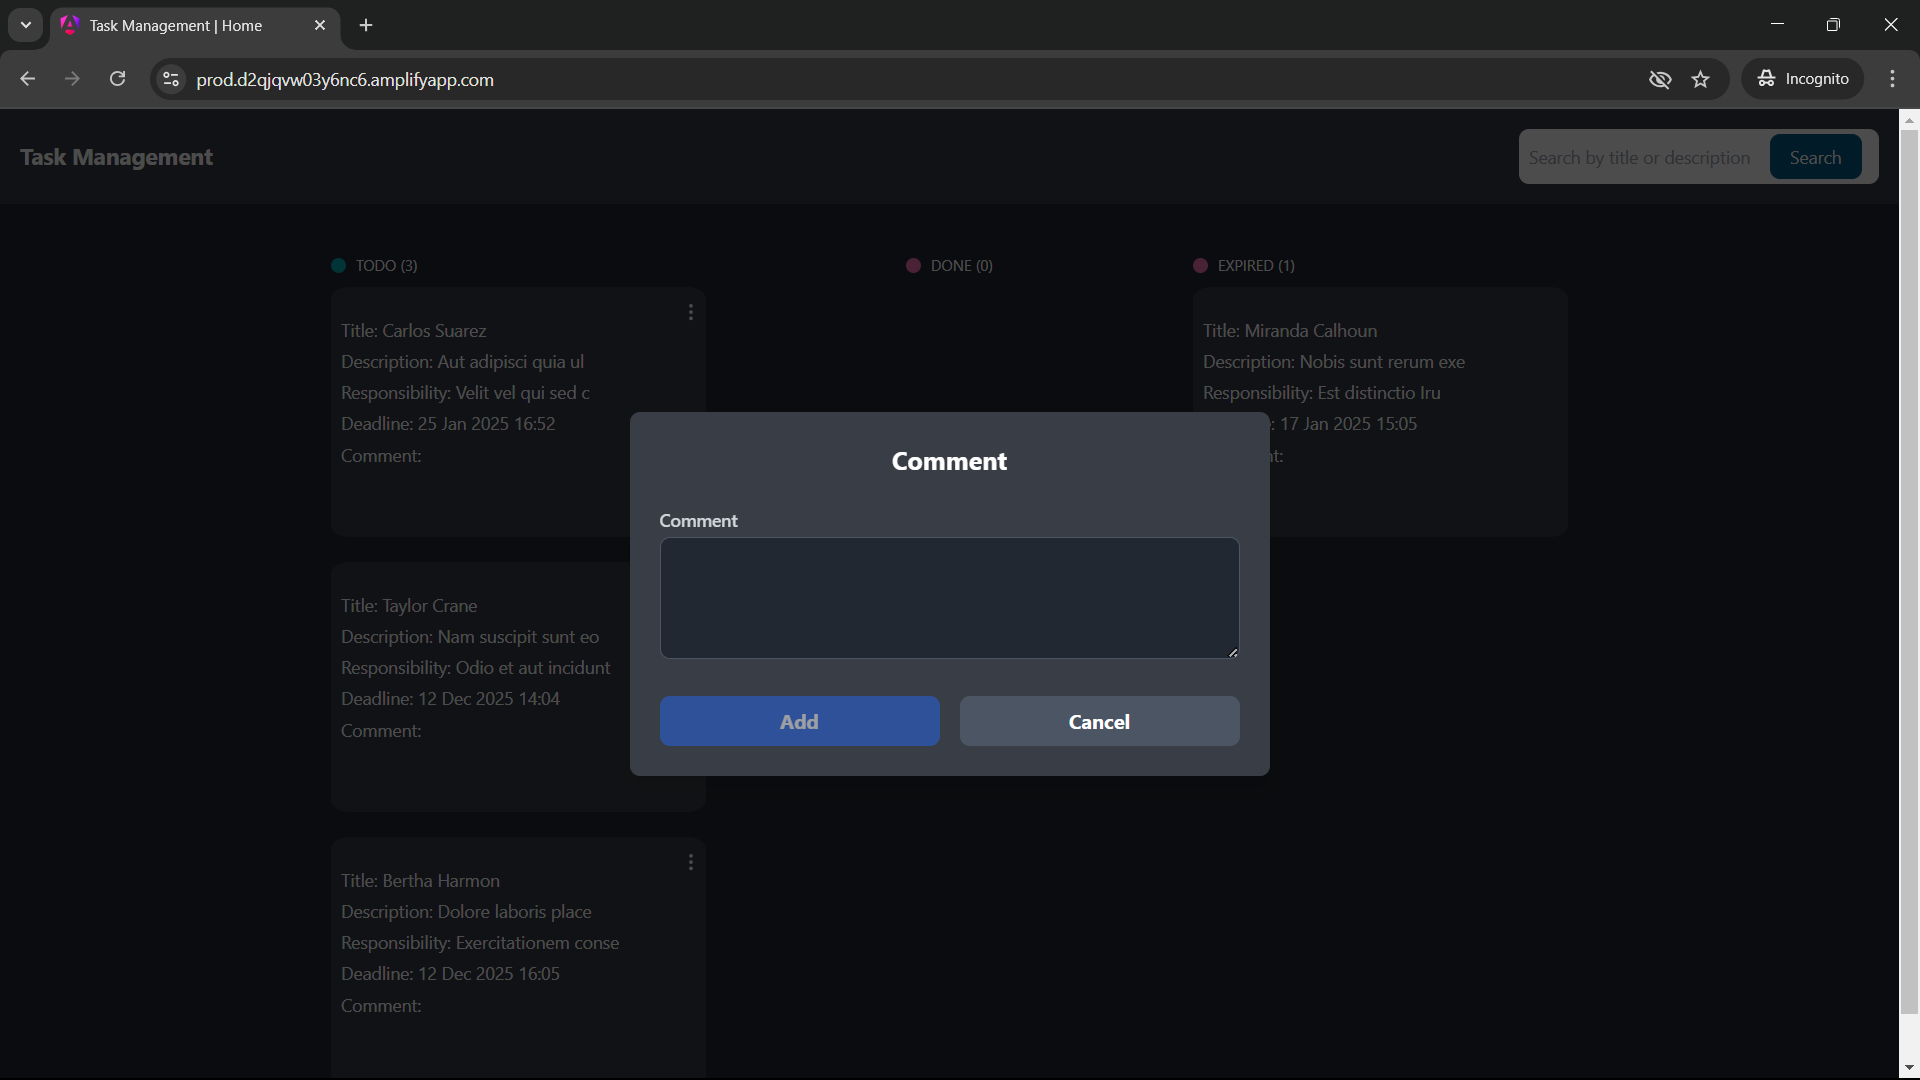 Task Management | Home
prod.d2qjqvw03y6nc6.amplifyapp.com
Incognito
Task Management
Search by title or description
Search
TODO (3)
DONE (0)
EXPIRED (1)
Title: Carlos Suarez
Description: Aut adipisci quia ul
Responsibility: Velit vel qui sed c
Deadline: 25 Jan 2025 16:52
Comment:
Title: Miranda Calhoun
Description: Nobis sunt rerum exe
Responsibility: Est distinctio Iru
: 17 Jan 2025 15:05
nt:
Comment
Comment
Add
Cancel
Title: Taylor Crane
Description: Nam suscipit sunt eo
Responsibility: Odio et aut incidunt
Deadline: 12 Dec 2025 14:04
Comment:
Title: Bertha Harmon
Description: Dolore laboris place
Responsibility: Exercitationem conse
Deadline: 12 Dec 2025 16:05
Comment: